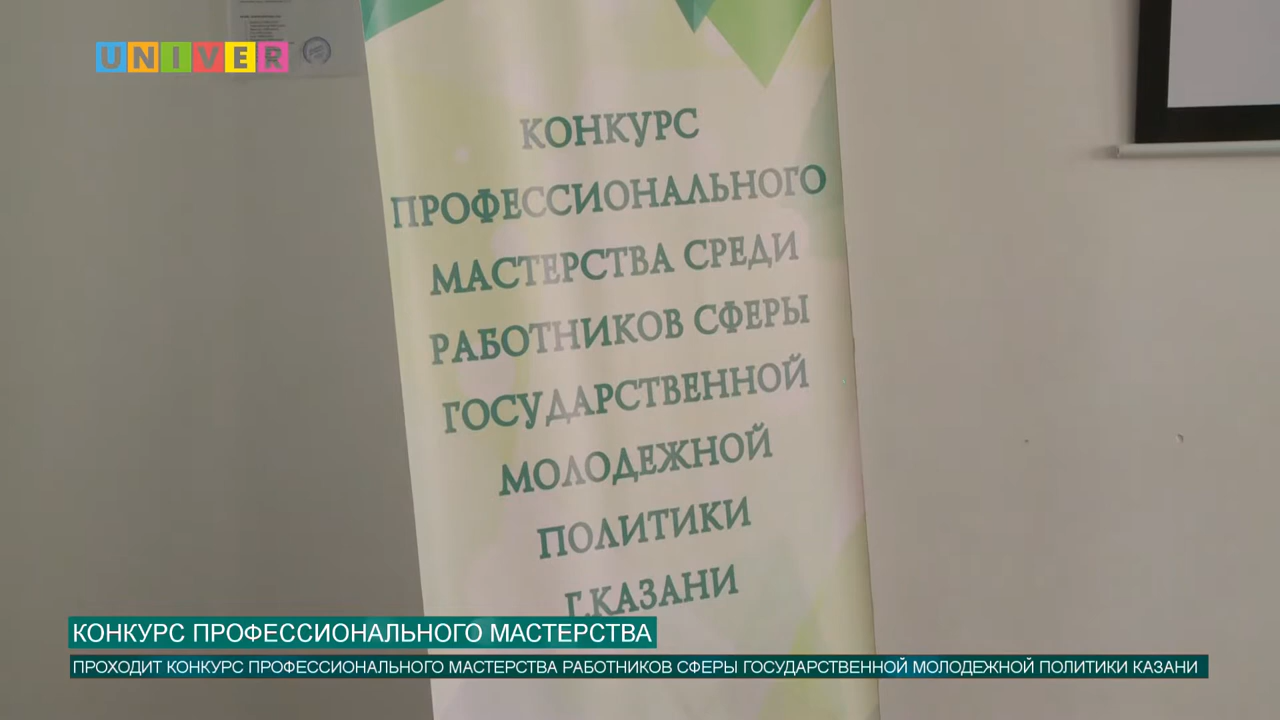 UNIVER
КОНКУРС
ПРОФЕССИОНАЛЬНОГО
МАСТЕРСТВА СРЕДИ
РАБОТНИКОВ СФЕРЫ
ГОСУДАРСТВЕННОЙ
МОЛОДЕЖНОЙ
ПОЛИТИКИ
Г.КАЗАНИ
КОНКУРС ПРОФЕССИОНАЛЬНОГО МАСТЕРСТВА
ПРОХОДИТ КОНКУРС ПРОФЕССИОНАЛЬНОГО МАСТЕРСТВА РАБОТНИКОВ СФЕРЫ ГОСУДАРСТВЕННОЙ МОЛОДЕЖНОЙ ПОЛИТИКИ КАЗАНИ